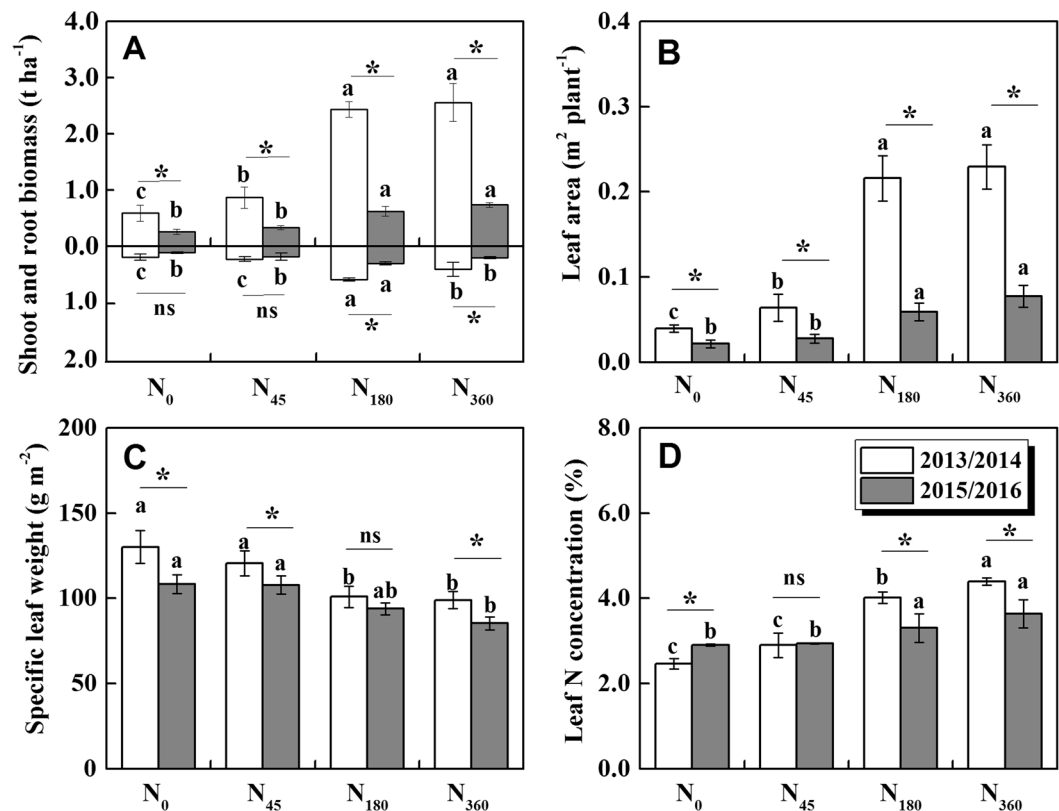 A
Shoot and root biomass (t ha⁻¹)
4.0
3.0
2.0
1.0
0.0
1.0
2.0
* * * *
a a
c b b b a a
c b c b a a b b
ns ns * *
N₀ N₄₅ N₁₈₀ N₃₆₀
B
Leaf area (m² plant⁻¹)
0.4
0.3
0.2
0.1
0.0
* * * *
c b b b a a a a
N₀ N₄₅ N₁₈₀ N₃₆₀
C
Specific leaf weight (g m⁻²)
200
150
100
50
0
* * ns *
a a a a b ab b b
N₀ N₄₅ N₁₈₀ N₃₆₀
D
2013/2014
2015/2016
Leaf N concentration (%)
8.0
6.0
4.0
2.0
0.0
* ns * *
c b c b b a a a
N₀ N₄₅ N₁₈₀ N₃₆₀